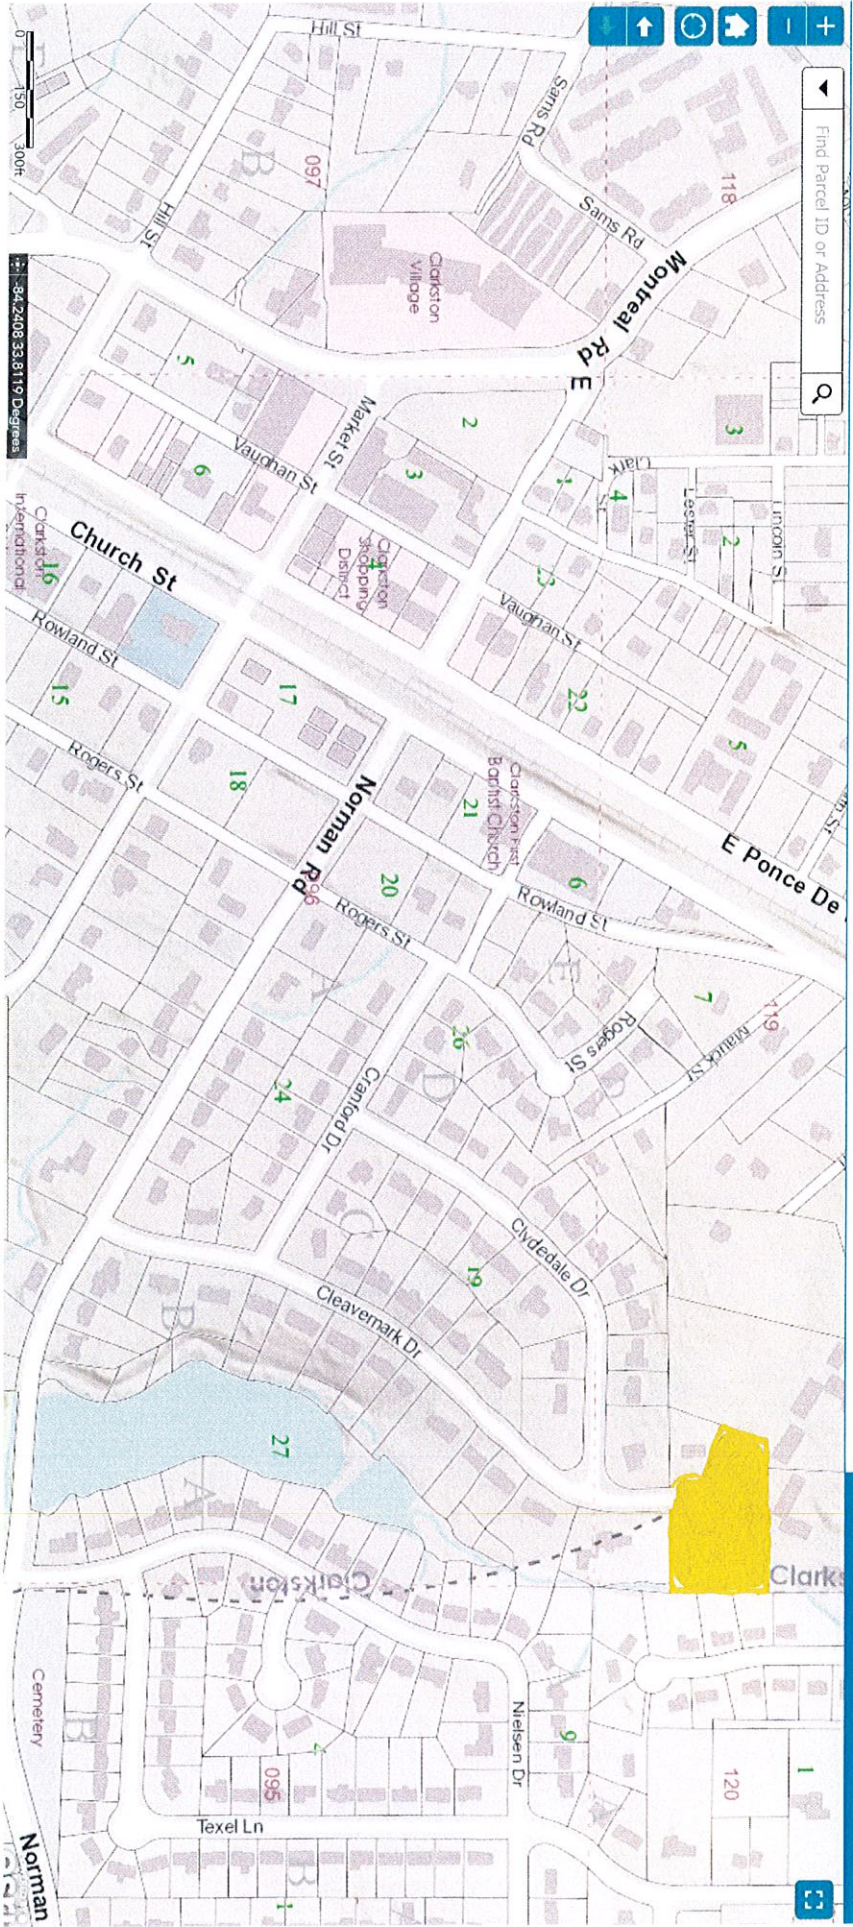 Find Parcel ID or Address
Hill St
Sams Rd
118
097
B
Hill St
Sams Rd
Clarkston
Village
Montreal Rd
E
3
2
5
Market St
3
1
Clark
St
4
Lester St
2
Lincoln St
6
Vaughan St
4
Clarkston
Shopping
District
23
Vaughan St
22
5
E Ponce De
Church St
16
Clarkston
International
Rowland St
15
17
Rogers St
18
Norman Rd
21
Clarkston First
Baptist Church
6
20
Rowland St
Rogers St
A
E
7
119
Mauck St
Rogers St
26
D
24
Cranford Dr
C
Clydedale Dr
19
Cleavemark Dr
B
27
A
Clarkston
Clarks
Cemetery
B
4
095
Nielsen Dr
A
9
120
1
Texel Ln
B
1
Norman
0 150 300ft
-84.2408 33.8119 Degrees